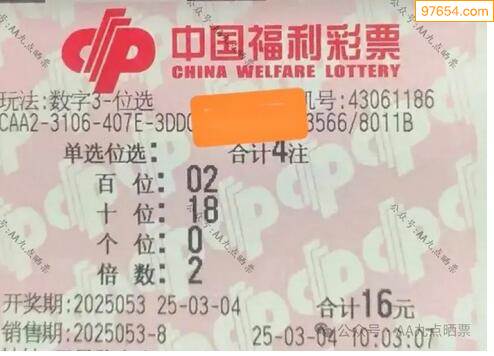 97654.com
中国福利彩票
CHINA WELFARE LOTTERY
玩法:数字3-位选 机号:43061186
CAA2-3106-407E-3DD 3566/8011B
单选位选: 合计4注
百位:02
十位:18
个位:0
倍数:2
开奖期:2025053 25-03-04 合计16元
销售期:2025053-8 25-03-04 10:03:07
公众号·AA九点晒票